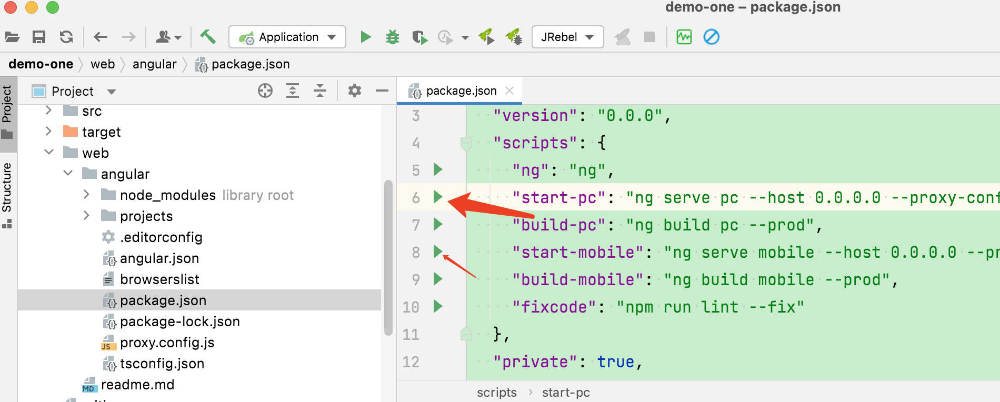 demo-one – package.json
Application
JRebel
demo-one
web
angular
package.json
Project
Structure
Project
src
target
web
angular
node_modules library root
projects
.editorconfig
angular.json
browserslist
package.json
package-lock.json
JS proxy.config.js
tsconfig.json
MD readme.md
package.json
3 "version": "0.0.0",
4 "scripts": {
5 "ng": "ng",
6 "start-pc": "ng serve pc --host 0.0.0.0 --proxy-conf
7 "build-pc": "ng build pc --prod",
8 "start-mobile": "ng serve mobile --host 0.0.0.0 --pr
9 "build-mobile": "ng build mobile --prod",
10 "fixcode": "npm run lint --fix"
11 },
12 "private": true,
scripts › start-pc